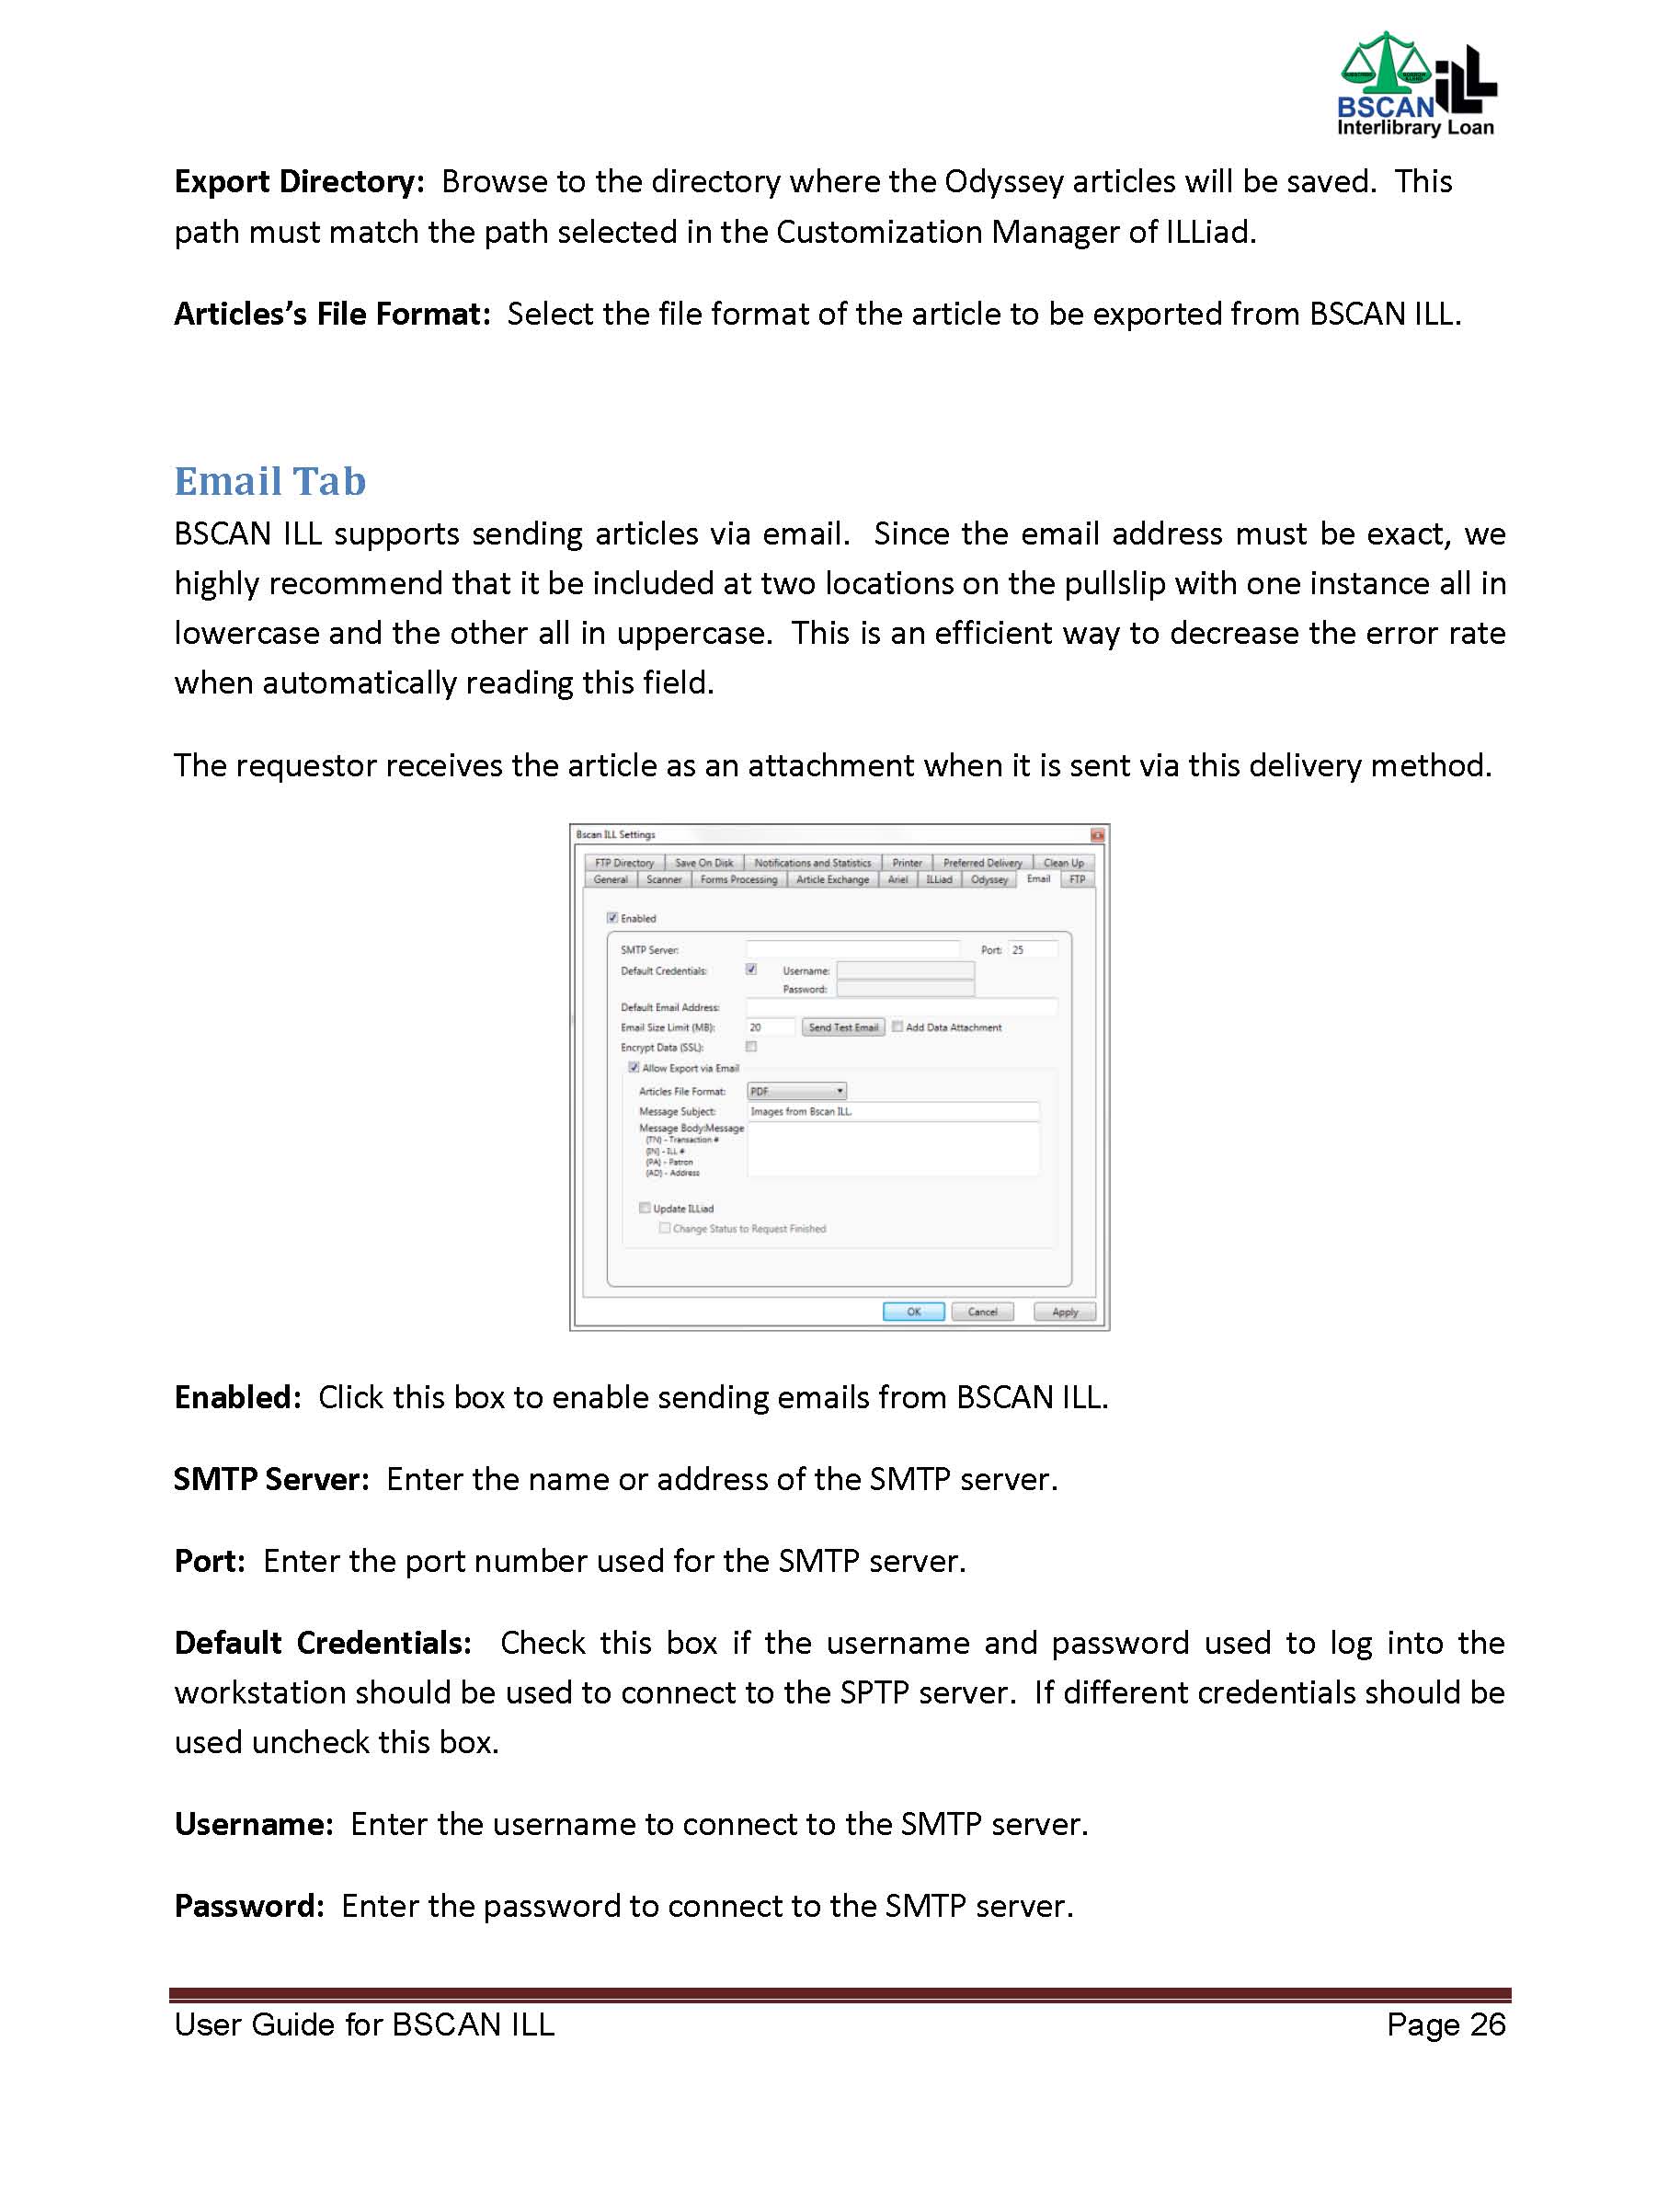 BSCAN ILL
Interlibrary Loan
Export Directory:  Browse to the directory where the Odyssey articles will be saved.  This
path must match the path selected in the Customization Manager of ILLiad.
Articles’s File Format:  Select the file format of the article to be exported from BSCAN ILL.
Email Tab
BSCAN ILL supports sending articles via email.  Since the email address must be exact, we
highly recommend that it be included at two locations on the pullslip with one instance all in
lowercase and the other all in uppercase.  This is an efficient way to decrease the error rate
when automatically reading this field.
The requestor receives the article as an attachment when it is sent via this delivery method.
Bscan ILL Settings
FTP Directory Save On Disk Notifications and Statistics Printer Preferred Delivery Clean Up
General Scanner Forms Processing Article Exchange Ariel ILLiad Odyssey Email FTP
Enabled
SMTP Server: Port: 25
Default Credentials: Username:
Password:
Default Email Address:
Email Size Limit (MB): 20 Send Test Email Add Data Attachment
Encrypt Data (SSL):
Allow Export via Email
Articles File Format: PDF
Message Subject: Images from Bscan ILL.
Message Body:Message
{TN} - Transaction #
{IN} - ILL #
{PA} - Patron
{AD} - Address
Update ILLiad
Change Status to Request Finished
OK Cancel Apply
Enabled:  Click this box to enable sending emails from BSCAN ILL.
SMTP Server:  Enter the name or address of the SMTP server.
Port:  Enter the port number used for the SMTP server.
Default Credentials:  Check this box if the username and password used to log into the
workstation should be used to connect to the SPTP server.  If different credentials should be
used uncheck this box.
Username:  Enter the username to connect to the SMTP server.
Password:  Enter the password to connect to the SMTP server.
User Guide for BSCAN ILL Page 26